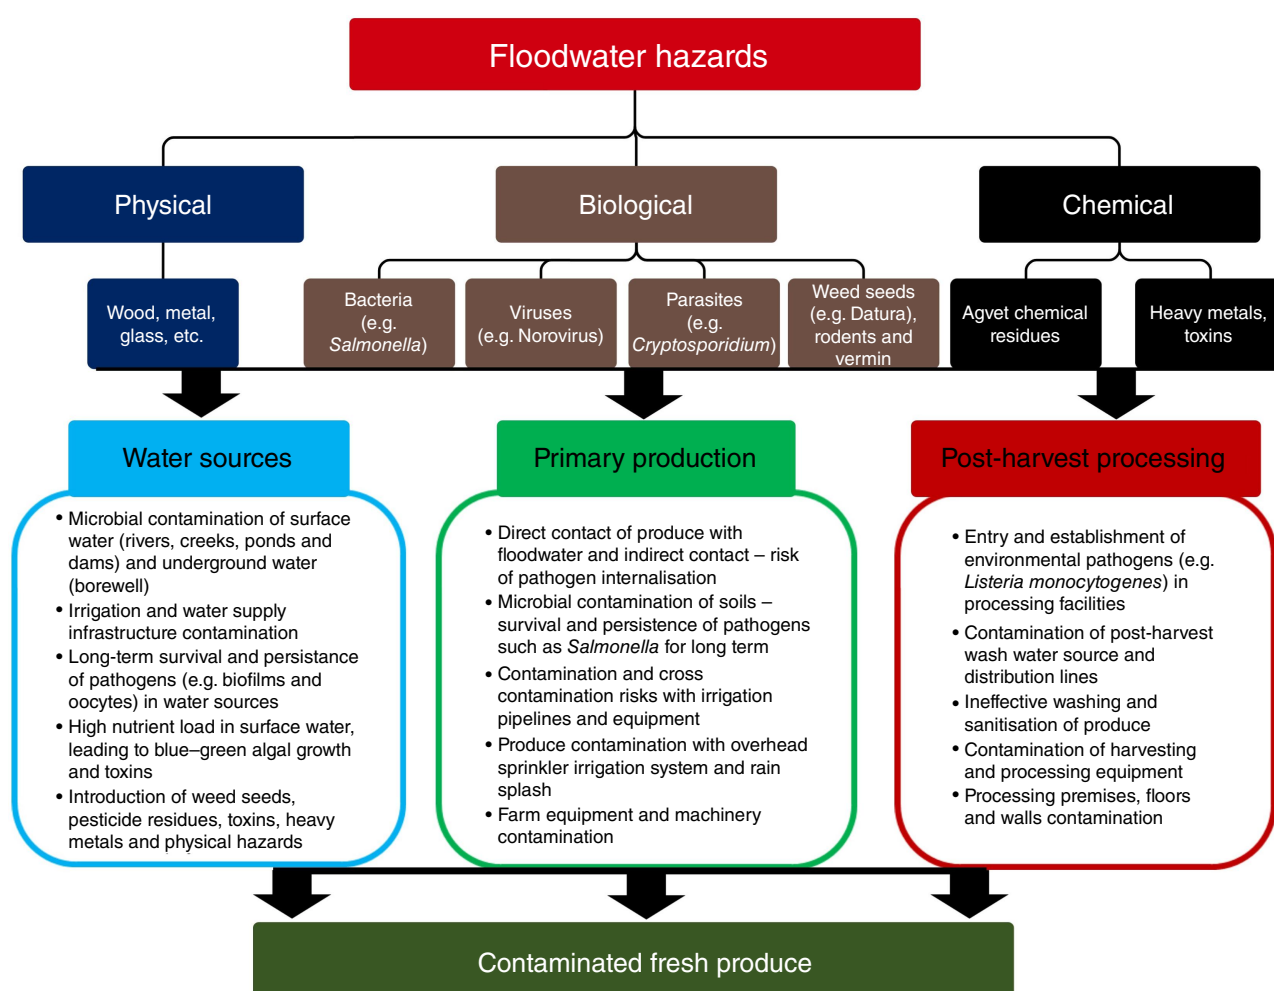 Floodwater hazards
Physical
Biological
Chemical
Wood, metal,
glass, etc.
Bacteria
(e.g.
Salmonella)
Viruses
(e.g. Norovirus)
Parasites
(e.g.
Cryptosporidium)
Weed seeds
(e.g. Datura),
rodents and
vermin
Agvet chemical
residues
Heavy metals,
toxins
Water sources
• Microbial contamination of surface
water (rivers, creeks, ponds and
dams) and underground water
(borewell)
• Irrigation and water supply
infrastructure contamination
• Long-term survival and persistance
of pathogens (e.g. biofilms and
oocytes) in water sources
• High nutrient load in surface water,
leading to blue–green algal growth
and toxins
• Introduction of weed seeds,
pesticide residues, toxins, heavy
metals and physical hazards
Primary production
• Direct contact of produce with
floodwater and indirect contact – risk
of pathogen internalisation
• Microbial contamination of soils –
survival and persistence of pathogens
such as Salmonella for long term
• Contamination and cross
contamination risks with irrigation
pipelines and equipment
• Produce contamination with overhead
sprinkler irrigation system and rain
splash
• Farm equipment and machinery
contamination
Post-harvest processing
• Entry and establishment of
environmental pathogens (e.g.
Listeria monocytogenes) in
processing facilities
• Contamination of post-harvest
wash water source and
distribution lines
• Ineffective washing and
sanitisation of produce
• Contamination of harvesting
and processing equipment
• Processing premises, floors
and walls contamination
Contaminated fresh produce